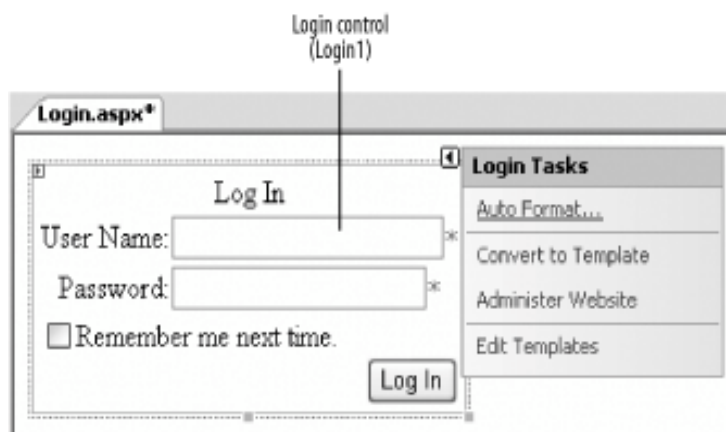 Login control
(Login1)
Login.aspx*
Log In
User Name: *
Password: *
Remember me next time.
Log In
Login Tasks
Auto Format...
Convert to Template
Administer Website
Edit Templates